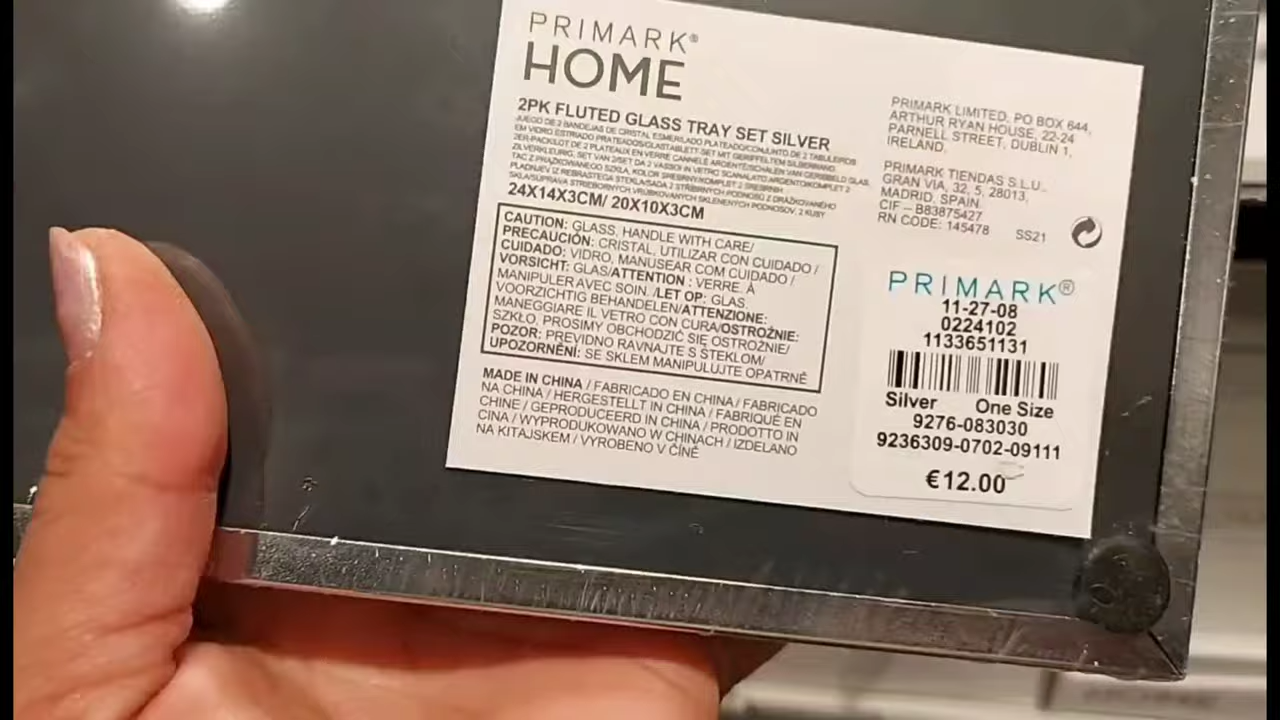 PRIMARK®
HOME
2PK FLUTED GLASS TRAY SET SILVER
JUEGO DE 2 BANDEJAS DE CRISTAL ESMERILADO PLATEADO/CONJUNTO DE 2 TABULEIROS
EM VIDRO ESTRIADO PRATEADOS/GLASTABLETT-SET MIT GERIFFELTEM SILBERRAND,
2ER-PACK/LOT DE 2 PLATEAUX EN VERRE CANNELÉ ARGENTÉ/SCHALEN VAN GERIBBELD GLAS,
ZILVERKLEURIG, SET VAN 2/SET DA 2 VASSOI IN VETRO SCANALATO ARGENTO/KOMPLET 2
TAC Z PRĄŻKOWANEGO SZKŁA, KOLOR SREBRNY/KOMPLET 2 SREBRNIH
PLADNJEV IZ REBRASTEGA STEKLA/SADA 2 STŘÍBRNÝCH PODNOSŮ Z DRÁŽKOVANÉHO
SKLA/SÚPRAVA STRIEBORNÝCH VRÚBKOVANÝCH SKLENENÝCH PODNOSOV, 2 KUSY
24X14X3CM/ 20X10X3CM
CAUTION: GLASS, HANDLE WITH CARE/
PRECAUCIÓN: CRISTAL, UTILIZAR CON CUIDADO /
CUIDADO: VIDRO, MANUSEAR COM CUIDADO /
VORSICHT: GLAS/ATTENTION : VERRE. À
MANIPULER AVEC SOIN. /LET OP: GLAS,
VOORZICHTIG BEHANDELEN/ATTENZIONE:
MANEGGIARE IL VETRO CON CURA/OSTROŻNIE:
SZKŁO, PROSIMY OBCHODZIĆ SIĘ OSTROŻNIE/
POZOR: PREVIDNO RAVNAJTE S STEKLOM/
UPOZORNĚNÍ: SE SKLEM MANIPULUJTE OPATRNĚ
MADE IN CHINA / FABRICADO EN CHINA / FABRICADO
NA CHINA / HERGESTELLT IN CHINA / FABRIQUÉ EN
CHINE / GEPRODUCEERD IN CHINA / PRODOTTO IN
CINA / WYPRODUKOWANO W CHINACH / IZDELANO
NA KITAJSKEM / VYROBENO V ČÍNĚ
PRIMARK LIMITED, PO BOX 644,
ARTHUR RYAN HOUSE, 22-24
PARNELL STREET, DUBLIN 1,
IRELAND.
PRIMARK TIENDAS S.L.U.,
GRAN VIA, 32, 5, 28013,
MADRID, SPAIN.
CIF – B83875427
RN CODE: 145478 SS21
PRIMARK®
11-27-08
0224102
1133651131
Silver One Size
9276-083030
9236309-0702-09111
€12.00